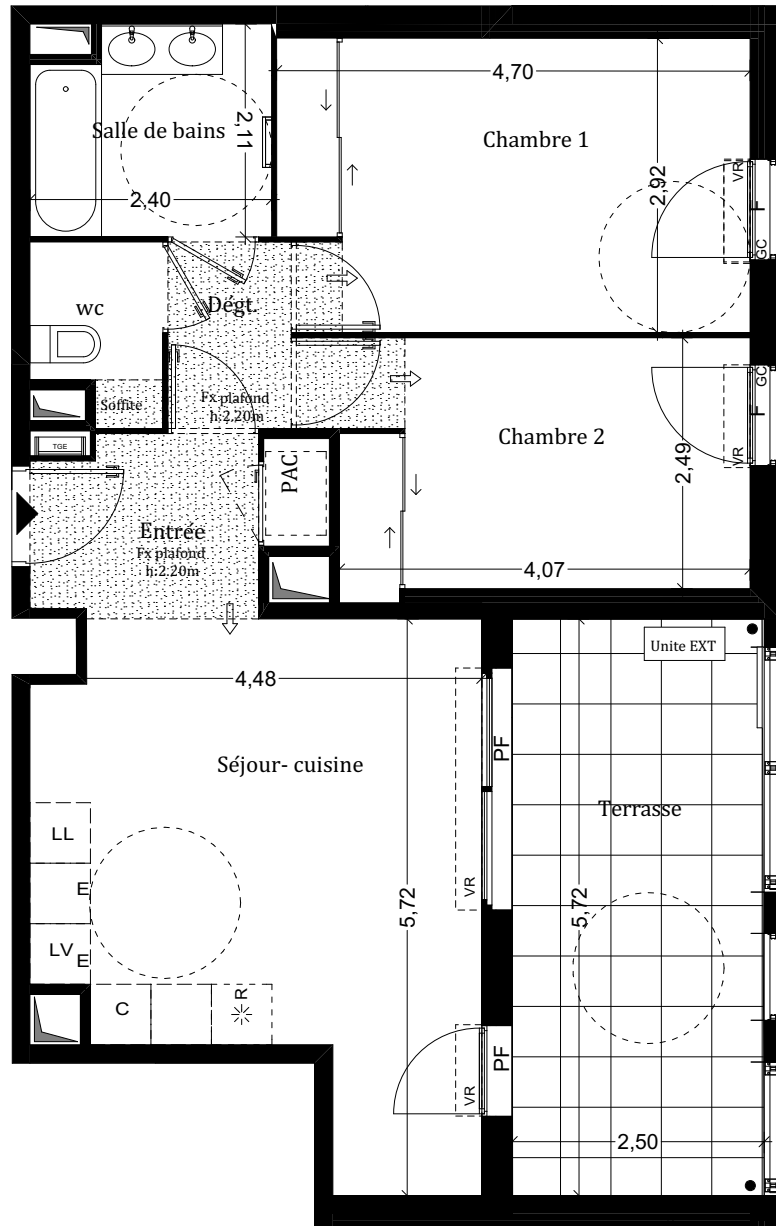 4,70
Salle de bains
2,11
Chambre 1
2,92
VR
F
GC
2,40
wc
Dégt.
Soffite
Fx plafond
h:2.20m
GC
F
VR
Chambre 2
2,49
TGE
PAC
Entrée
Fx plafond
h:2.20m
4,07
Unite EXT
4,48
PF
Séjour- cuisine
Terrasse
LL
E
VR
5,72
5,72
LV
E
C
R
PF
VR
2,50